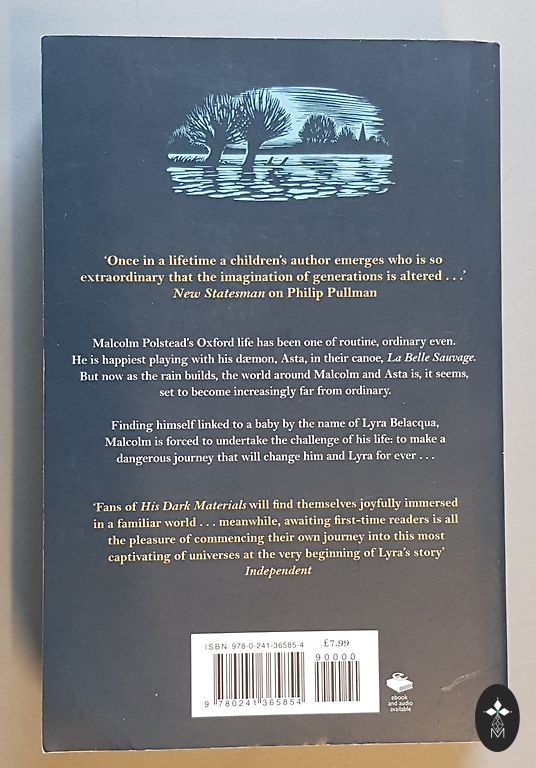 ‘Once in a lifetime a children’s author emerges who is so
extraordinary that the imagination of generations is altered . . .’
New Statesman on Philip Pullman
Malcolm Polstead’s Oxford life has been one of routine, ordinary even.
He is happiest playing with his dæmon, Asta, in their canoe, La Belle Sauvage.
But now as the rain builds, the world around Malcolm and Asta is, it seems,
set to become increasingly far from ordinary.
Finding himself linked to a baby by the name of Lyra Belacqua,
Malcolm is forced to undertake the challenge of his life: to make a
dangerous journey that will change him and Lyra for ever . . .
‘Fans of His Dark Materials will find themselves joyfully immersed
in a familiar world . . . meanwhile, awaiting first-time readers is all
the pleasure of commencing their own journey into this most
captivating of universes at the very beginning of Lyra’s story’
Independent
ISBN 978-0-241-36585-4 £7.99
90000
9 780241 365854
ebook
and audio
available
M